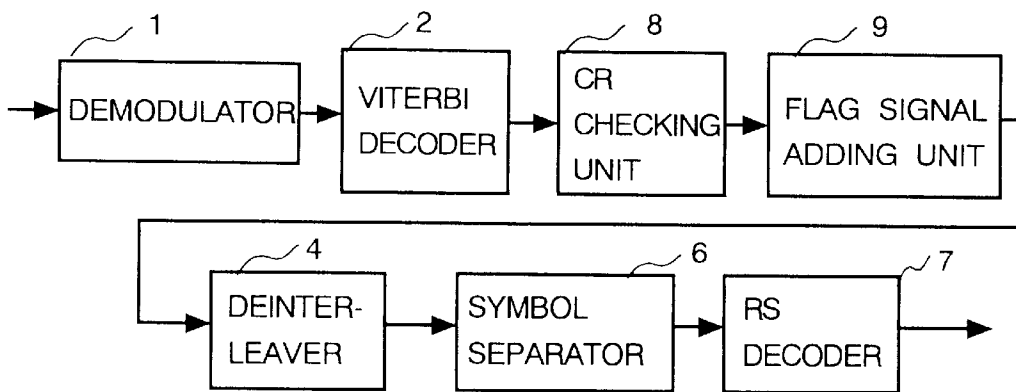 1
DEMODULATOR
2
VITERBI
DECODER
8
CR
CHECKING
UNIT
9
FLAG SIGNAL
ADDING UNIT
4
DEINTER-
LEAVER
6
SYMBOL
SEPARATOR
7
RS
DECODER